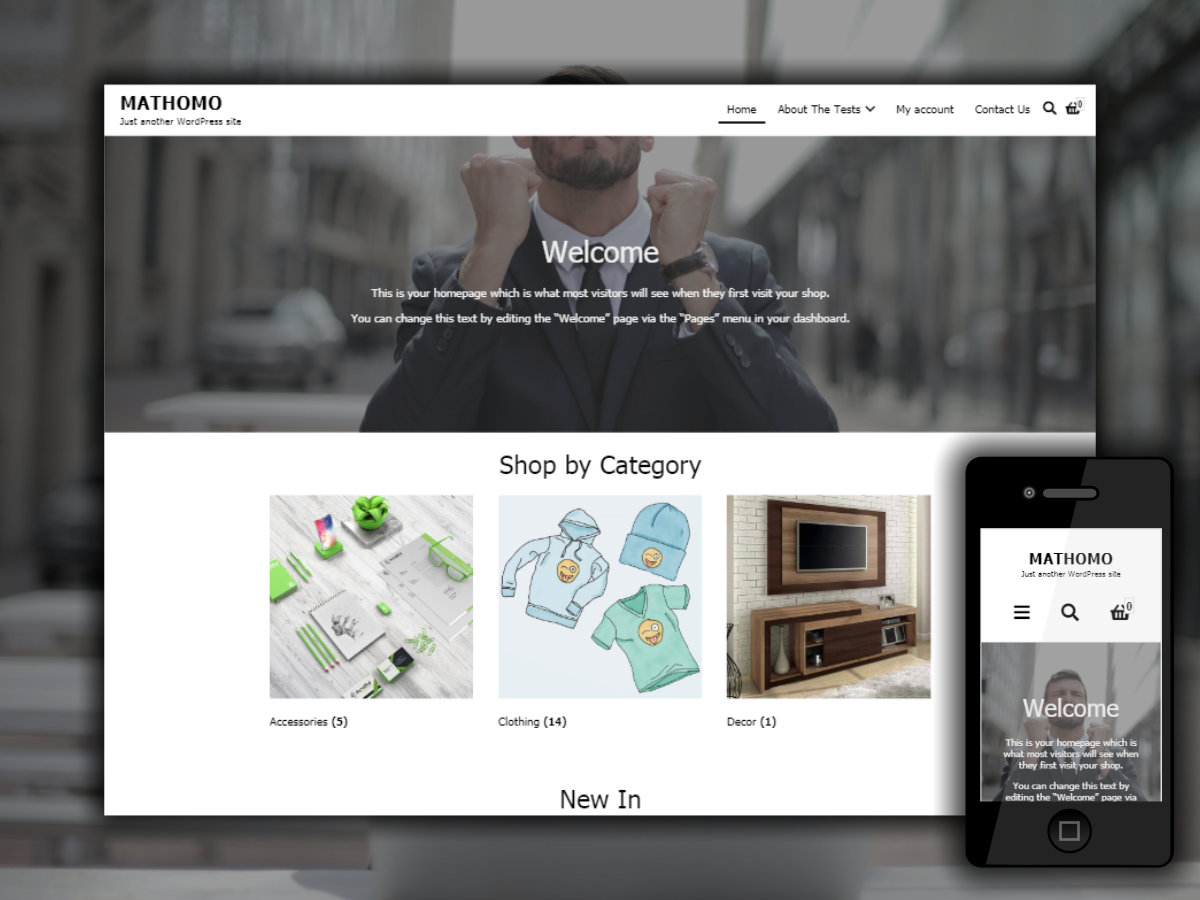 MATHOMO
Just another WordPress site
Home
About The Tests
My account
Contact Us
0
Welcome
This is your homepage which is what most visitors will see when they first visit your shop.
You can change this text by editing the “Welcome” page via the “Pages” menu in your dashboard.
Shop by Category
Accessories (5)
Clothing (14)
Decor (1)
New In
MATHOMO
Just another WordPress site
0
Welcome
This is your homepage which is
what most visitors will see when
they first visit your shop.
You can change this text by
editing the “Welcome” page via